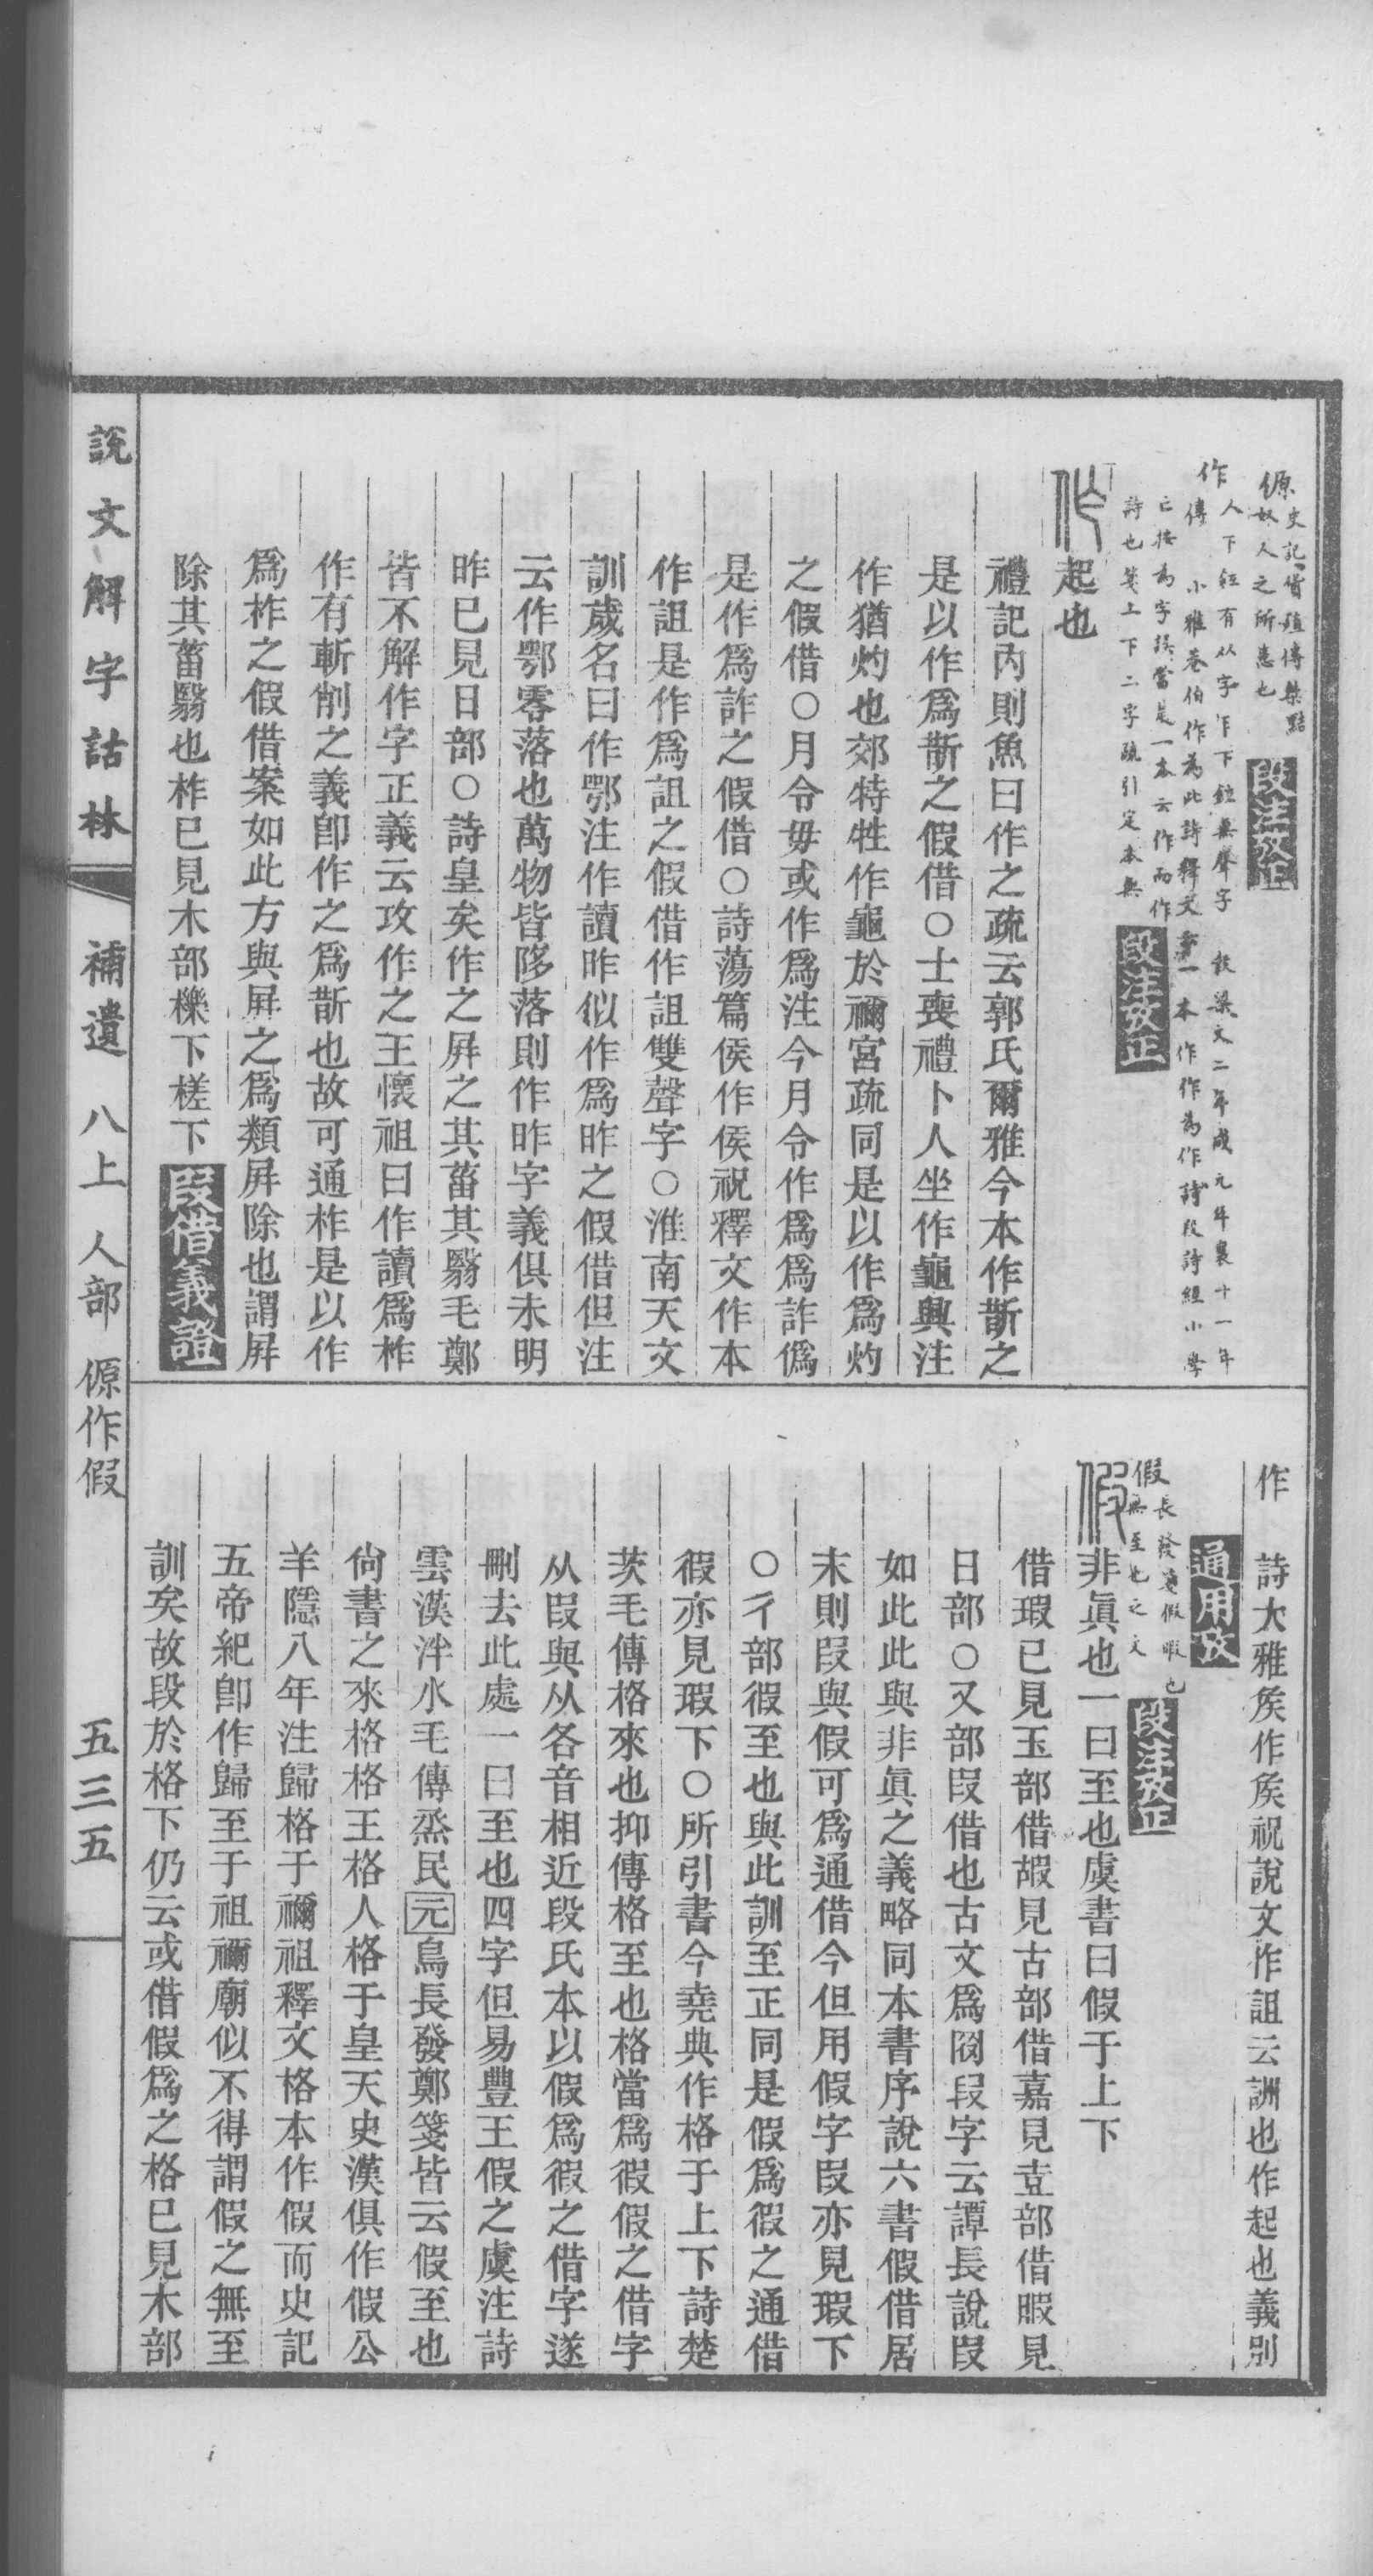 傆史記貨殖傳桀黠
奴人之所患也
段注攷正
作人下鉉有从字乍下鉉無聲字
穀梁文二年成元年襄十一年
傳
小雅巷伯作爲此詩釋文一本作作爲作詩段詩經小學
云按爲字誤當是一本云作而作
詩也箋上下二字疏引定本無
段注攷正
作起也
禮記內則魚曰作之疏云郭氏爾雅今本作斮之
是以作爲斮之假借○士喪禮卜人坐作龜興注
作猶灼也郊特牲作龜於禰宮疏同是以作爲灼
之假借○月令毋或作爲注今月令作爲爲詐僞
是作爲詐之假借○詩蕩篇侯作侯祝釋文作本
作詛是作爲詛之假借作詛雙聲字○淮南天文
訓歲名曰作鄂注作讀昨似作爲昨之假借但注
云作鄂零落也萬物皆陊落則作昨字義俱未明
昨已見日部○詩皇矣作之屛之其菑其翳毛鄭
皆不解作字正義云攻作之王懷祖曰作讀爲柞
作有斬削之義卽作之爲斮也故可通柞是以作
爲柞之假借案如此方與屛之爲類屛除也謂屛
除其菑翳也柞已見木部櫟下槎下 叚借義證
作 詩大雅矦作矦祝說文作詛云詶也作起也義別
通用攷
假長發箋假暇也
無至也之文
段注攷正
假非眞也一曰至也虞書曰假于上下
借瑕已見玉部借嘏見古部借嘉見壴部借暇見
日部○又部叚借也古文爲叚字云譚長說叚
如此此與非眞之義略同本書序說六書假借居
末則叚與假可爲通借今但用假字叚亦見瑕下
○彳部徦至也與此訓至正同是假爲徦之通借
徦亦見瑕下○所引書今堯典作格于上下詩楚
茨毛傳格來也抑傳格至也格當爲徦假之借字
从叚與从各音相近段氏本以假爲徦之借字遂
刪去此處一曰至也四字但易豐王假之虞注詩
雲漢泮水毛傳烝民元鳥長發鄭箋皆云假至也
尙書之來格格王格人格于皇天史漢俱作假公
羊隱八年注歸格于禰祖釋文格本作假而史記
五帝紀卽作歸至于祖禰廟似不得謂假之無至
訓矣故段於格下仍云或借假爲之格已見木部
說文解字詁林 補遺 八上 人部 傆作假 五三五